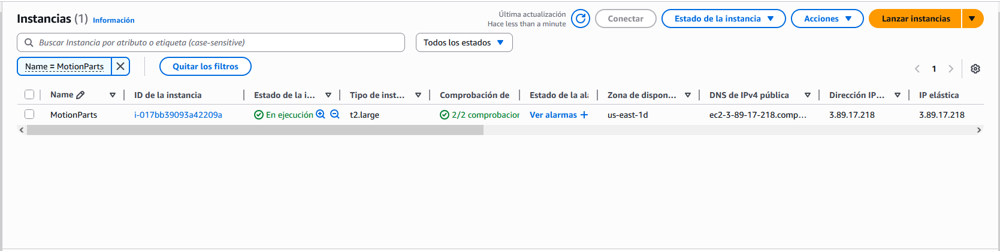 Instancias (1) Información
Última actualización
Hace less than a minute
Conectar
Estado de la instancia
Acciones
Lanzar instancias
Buscar Instancia por atributo o etiqueta (case-sensitive)
Todos los estados
Name = MotionParts
Quitar los filtros
1
Name ID de la instancia Estado de la i... Tipo de inst... Comprobación de Estado de la ala Zona de dispon... DNS de IPv4 pública Dirección IP... IP elástica
MotionParts i-017bb39093a42209a En ejecución t2.large 2/2 comprobacion Ver alarmas + us-east-1d ec2-3-89-17-218.comp... 3.89.17.218 3.89.17.218